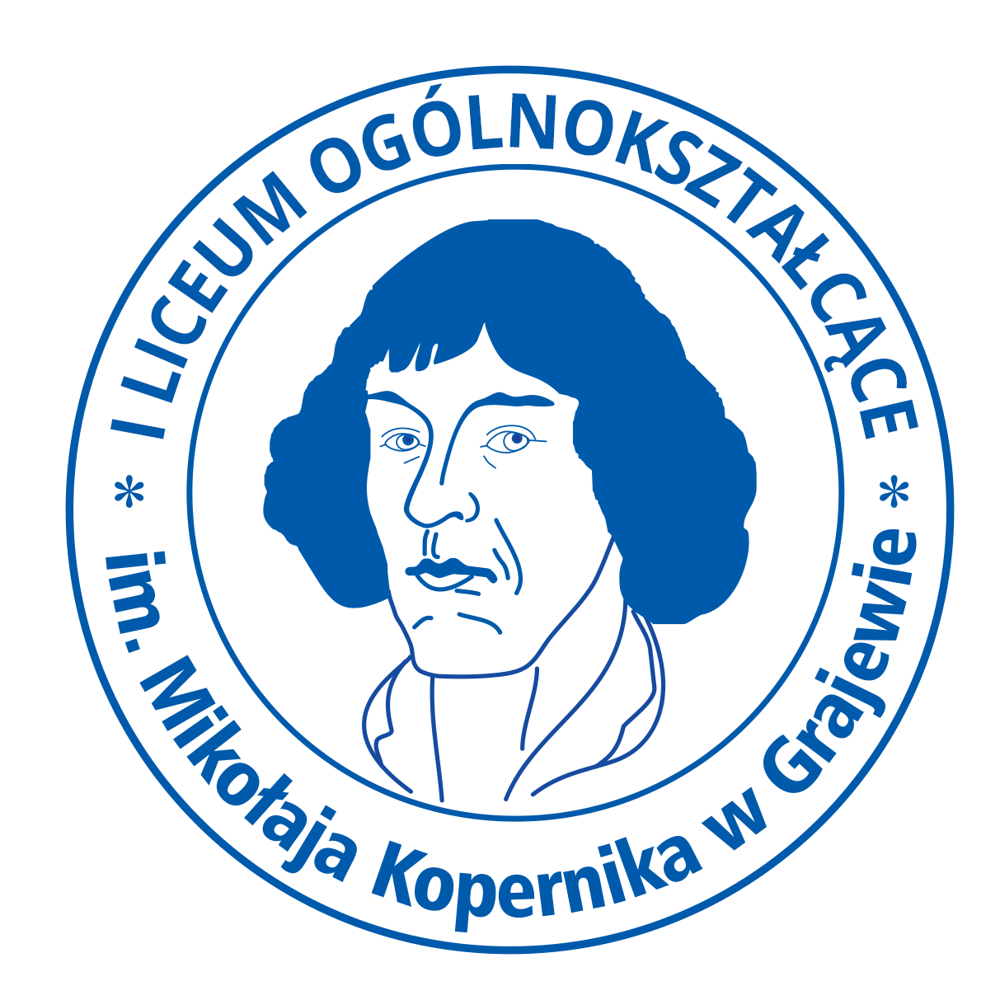 * I LICEUM OGÓLNOKSZTAŁCĄCE *
im. Mikołaja Kopernika w Grajewie